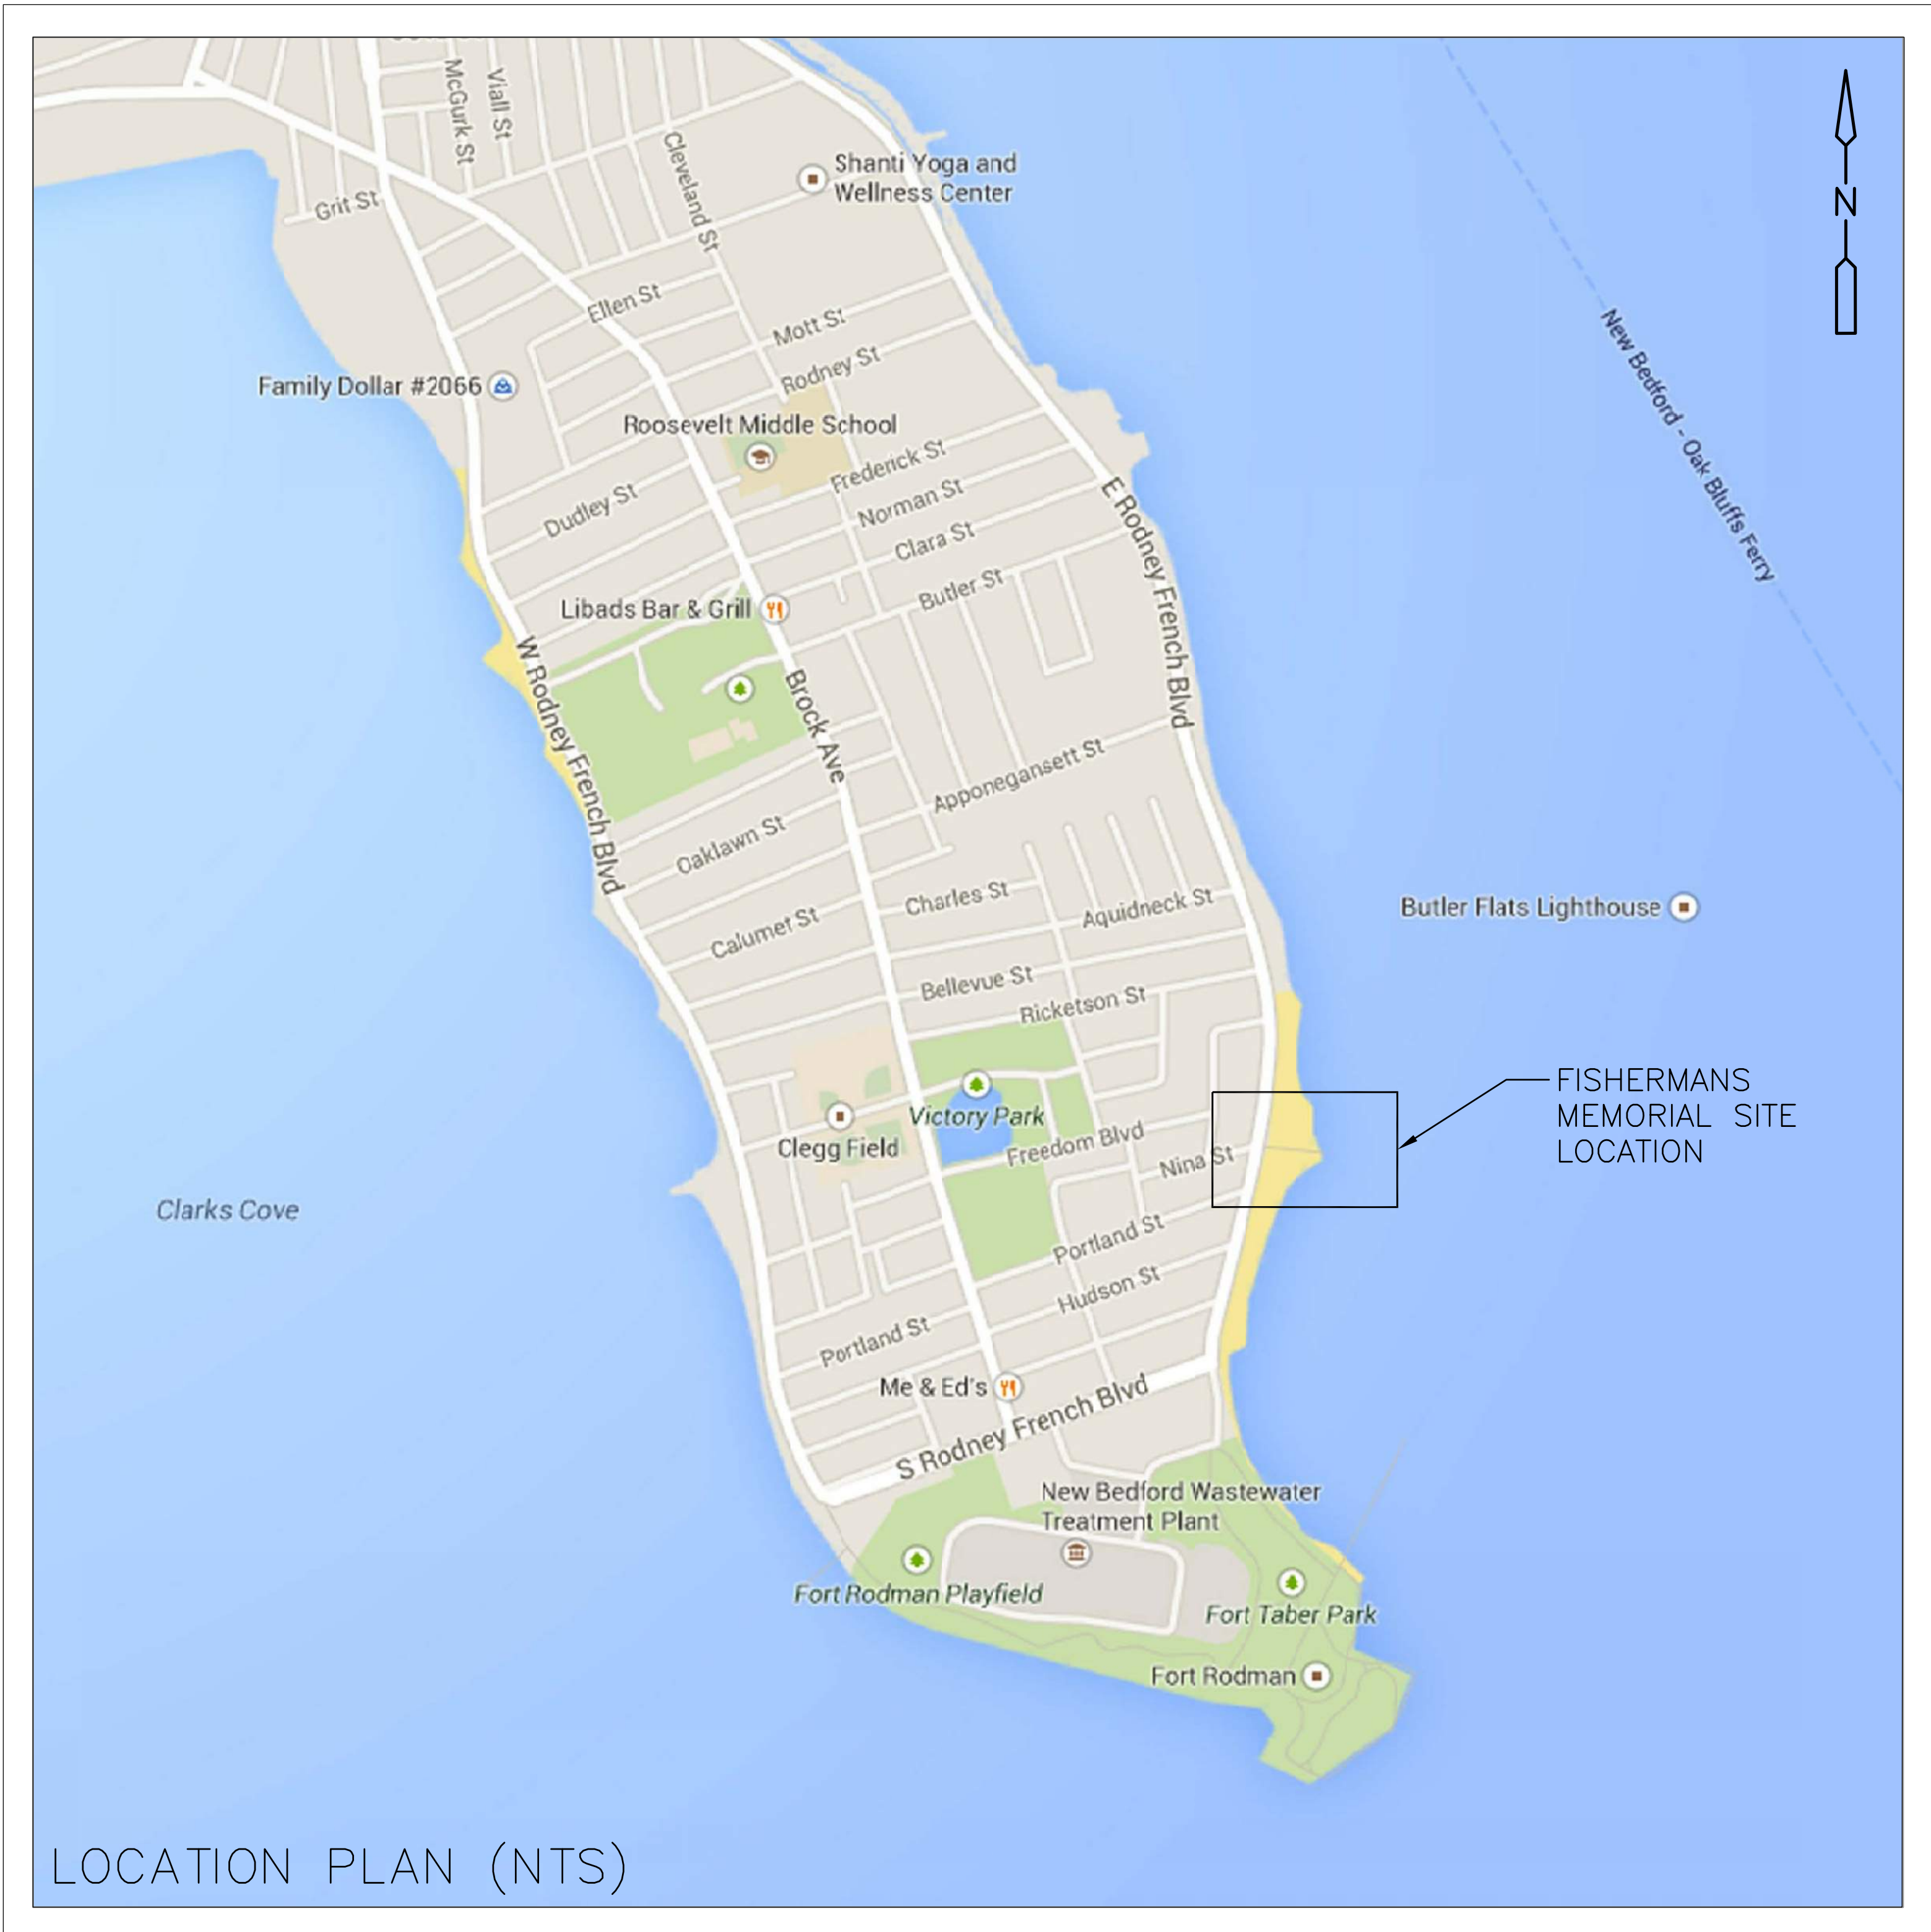 McGurk St
Viall St
Cleveland St
Shanti Yoga and
Wellness Center
Grit St
N
Ellen St
Mott St
Rodney St
New Bedford - Oak Bluffs Ferry
Family Dollar #2066
Roosevelt Middle School
Frederick St
Dudley St
Norman St
Clara St
E Rodney French Blvd
Butler St
Libads Bar & Grill
W Rodney French Blvd
Brock Ave
Apponegansett St
Oaklawn St
Charles St
Aquidneck St
Butler Flats Lighthouse
Calumet St
Bellevue St
Ricketson St
FISHERMANS
MEMORIAL SITE
LOCATION
Victory Park
Clegg Field
Freedom Blvd
Nina St
Clarks Cove
Portland St
Hudson St
Portland St
Me & Ed's
S Rodney French Blvd
New Bedford Wastewater
Treatment Plant
Fort Rodman Playfield
Fort Taber Park
Fort Rodman
LOCATION PLAN (NTS)